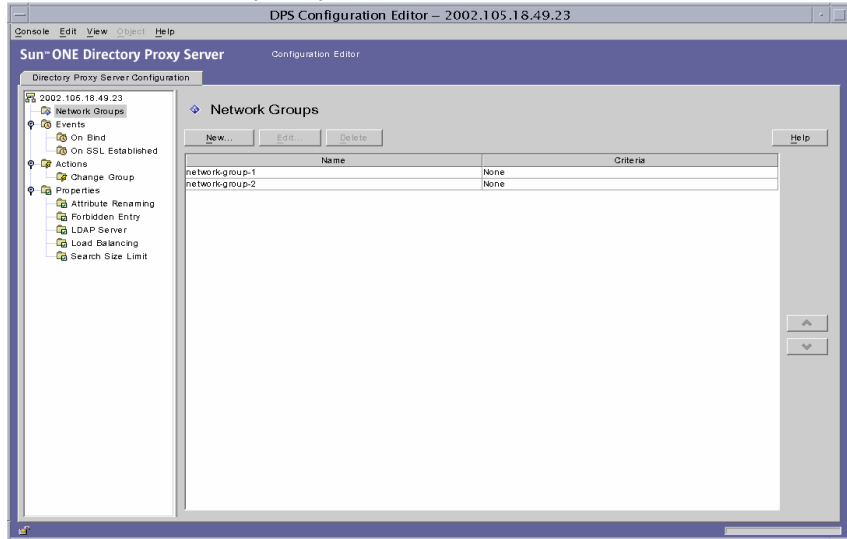 DPS Configuration Editor – 2002.105.18.49.23
Console Edit View Object Help
Sun™ ONE Directory Proxy Server Configuration Editor
Directory Proxy Server Configuration
2002.105.18.49.23
Network Groups
Events
On Bind
On SSL Established
Actions
Change Group
Properties
Attribute Renaming
Forbidden Entry
LDAP Server
Load Balancing
Search Size Limit
Network Groups
New... Edit... Delete Help
Name Criteria
network-group-1 None
network-group-2 None